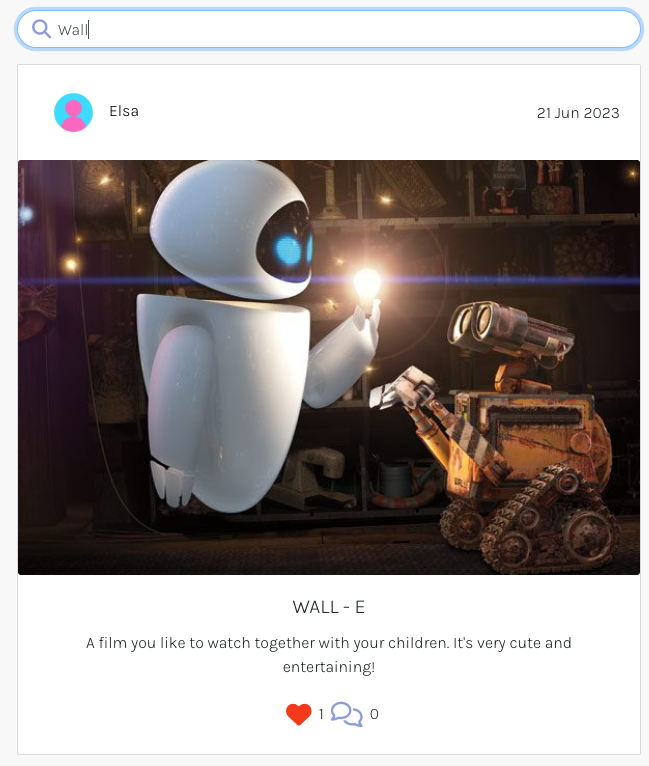 Wall
Elsa
21 Jun 2023
WALL - E
A film you like to watch together with your children. It's very cute and
entertaining!
1
0